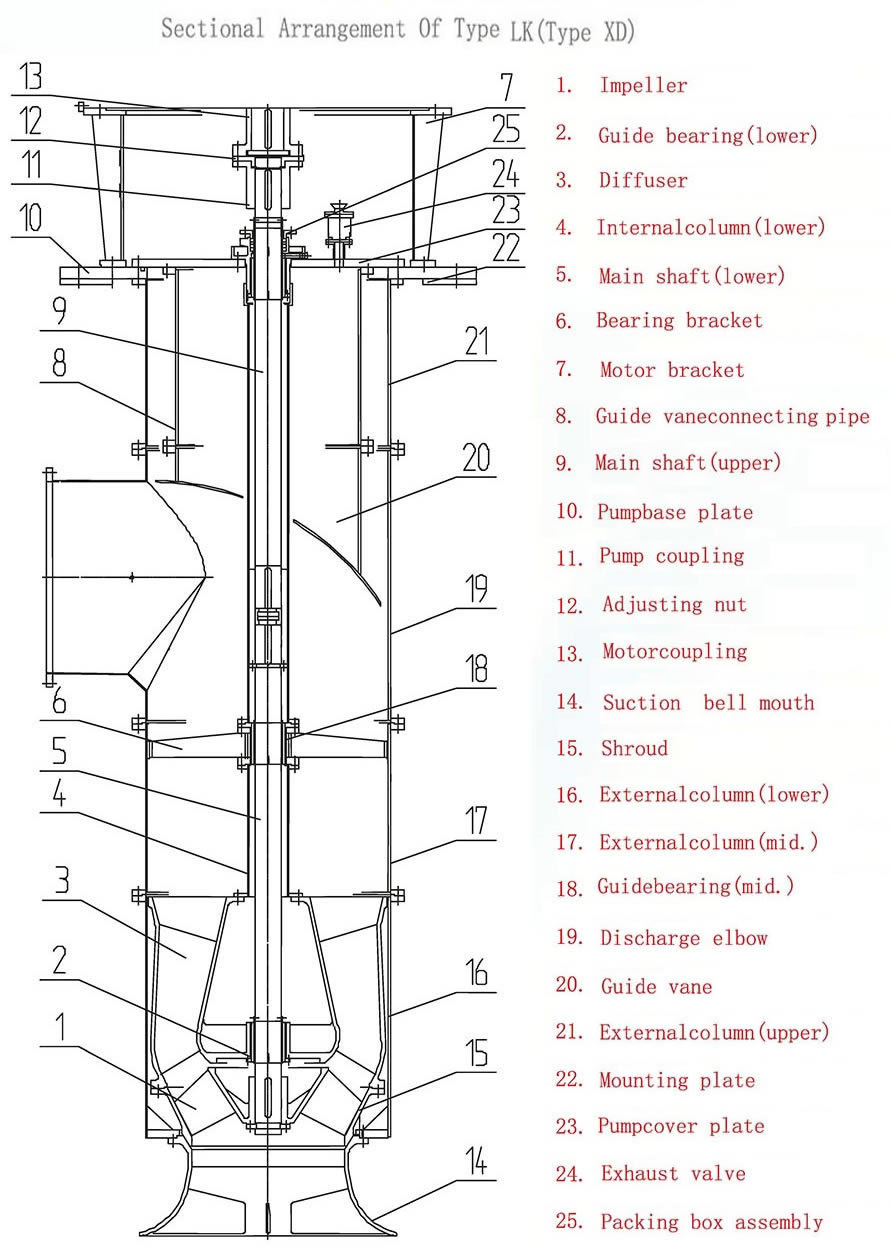 Sectional Arrangement Of Type LK(Type XD)
13
12
11
10
9
8
6
5
4
3
2
1
7
25
24
23
22
21
20
19
18
17
16
15
14
1. Impeller
2. Guide bearing(lower)
3. Diffuser
4. Internalcolumn(lower)
5. Main shaft(lower)
6. Bearing bracket
7. Motor bracket
8. Guide vaneconnecting pipe
9. Main shaft(upper)
10. Pumpbase plate
11. Pump coupling
12. Adjusting nut
13. Motorcoupling
14. Suction bell mouth
15. Shroud
16. Externalcolumn(lower)
17. Externalcolumn(mid.)
18. Guidebearing(mid.)
19. Discharge elbow
20. Guide vane
21. Externalcolumn(upper)
22. Mounting plate
23. Pumpcover plate
24. Exhaust valve
25. Packing box assembly